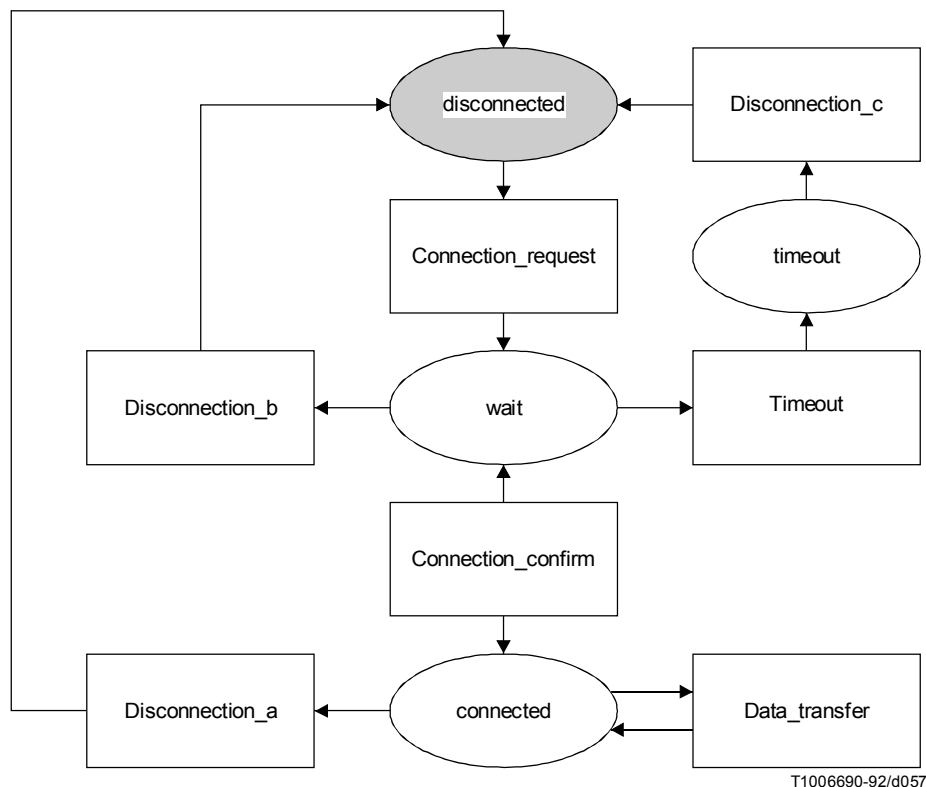 disconnected
Disconnection_c
Connection_request
timeout
Disconnection_b
wait
Timeout
Connection_confirm
Disconnection_a
connected
Data_transfer
T1006690-92/d057